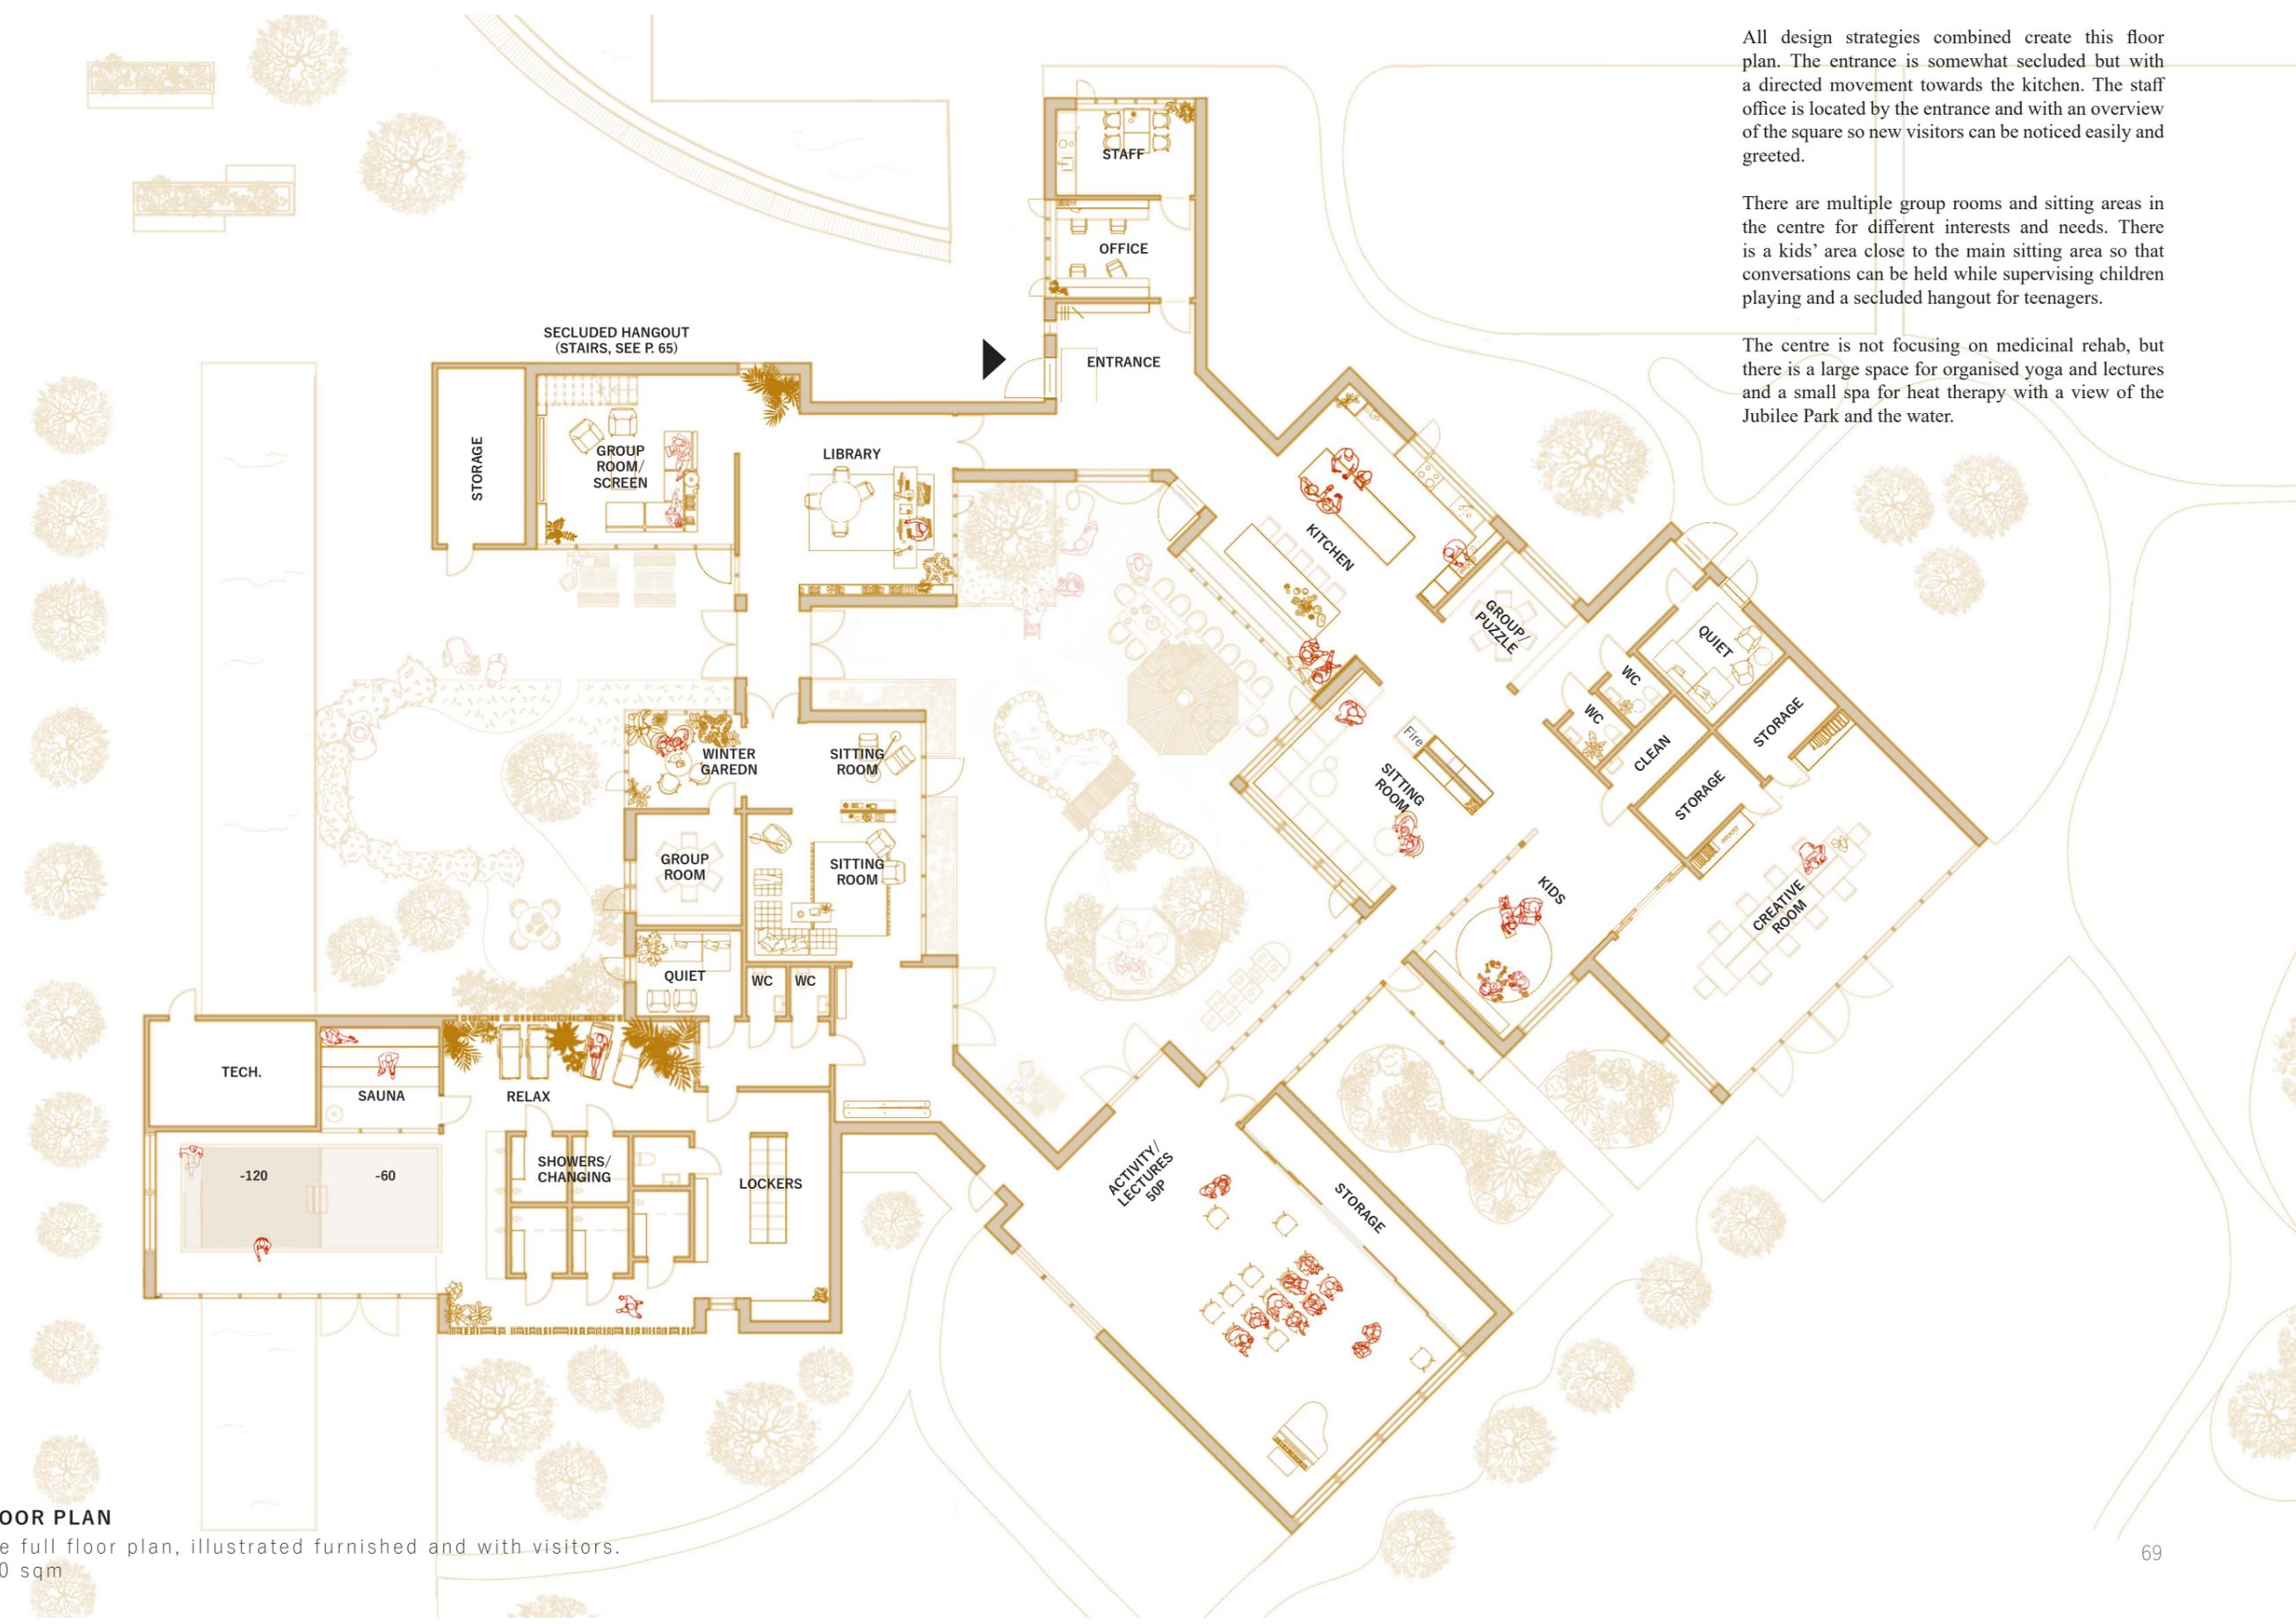 All design strategies combined create this floor
plan. The entrance is somewhat secluded but with
a directed movement towards the kitchen. The staff
office is located by the entrance and with an overview
of the square so new visitors can be noticed easily and
greeted.
There are multiple group rooms and sitting areas in
the centre for different interests and needs. There
is a kids’ area close to the main sitting area so that
conversations can be held while supervising children
playing and a secluded hangout for teenagers.
The centre is not focusing on medicinal rehab, but
there is a large space for organised yoga and lectures
and a small spa for heat therapy with a view of the
Jubilee Park and the water.
STAFF
OFFICE
ENTRANCE
SECLUDED HANGOUT
(STAIRS, SEE P. 65)
STORAGE
GROUP
ROOM/
SCREEN
LIBRARY
KITCHEN
GROUP/
PUZZLE
QUIET
WC
WC
CLEAN
STORAGE
STORAGE
Fire
SITTING
ROOM
KIDS
CREATIVE
ROOM
WINTER
GAREDN
SITTING
ROOM
GROUP
ROOM
SITTING
ROOM
QUIET
WC
WC
TECH.
SAUNA
RELAX
-120
-60
SHOWERS/
CHANGING
LOCKERS
ACTIVITY/
LECTURES
50P
STORAGE
OOR PLAN
e full floor plan, illustrated furnished and with visitors.
0 sqm
69